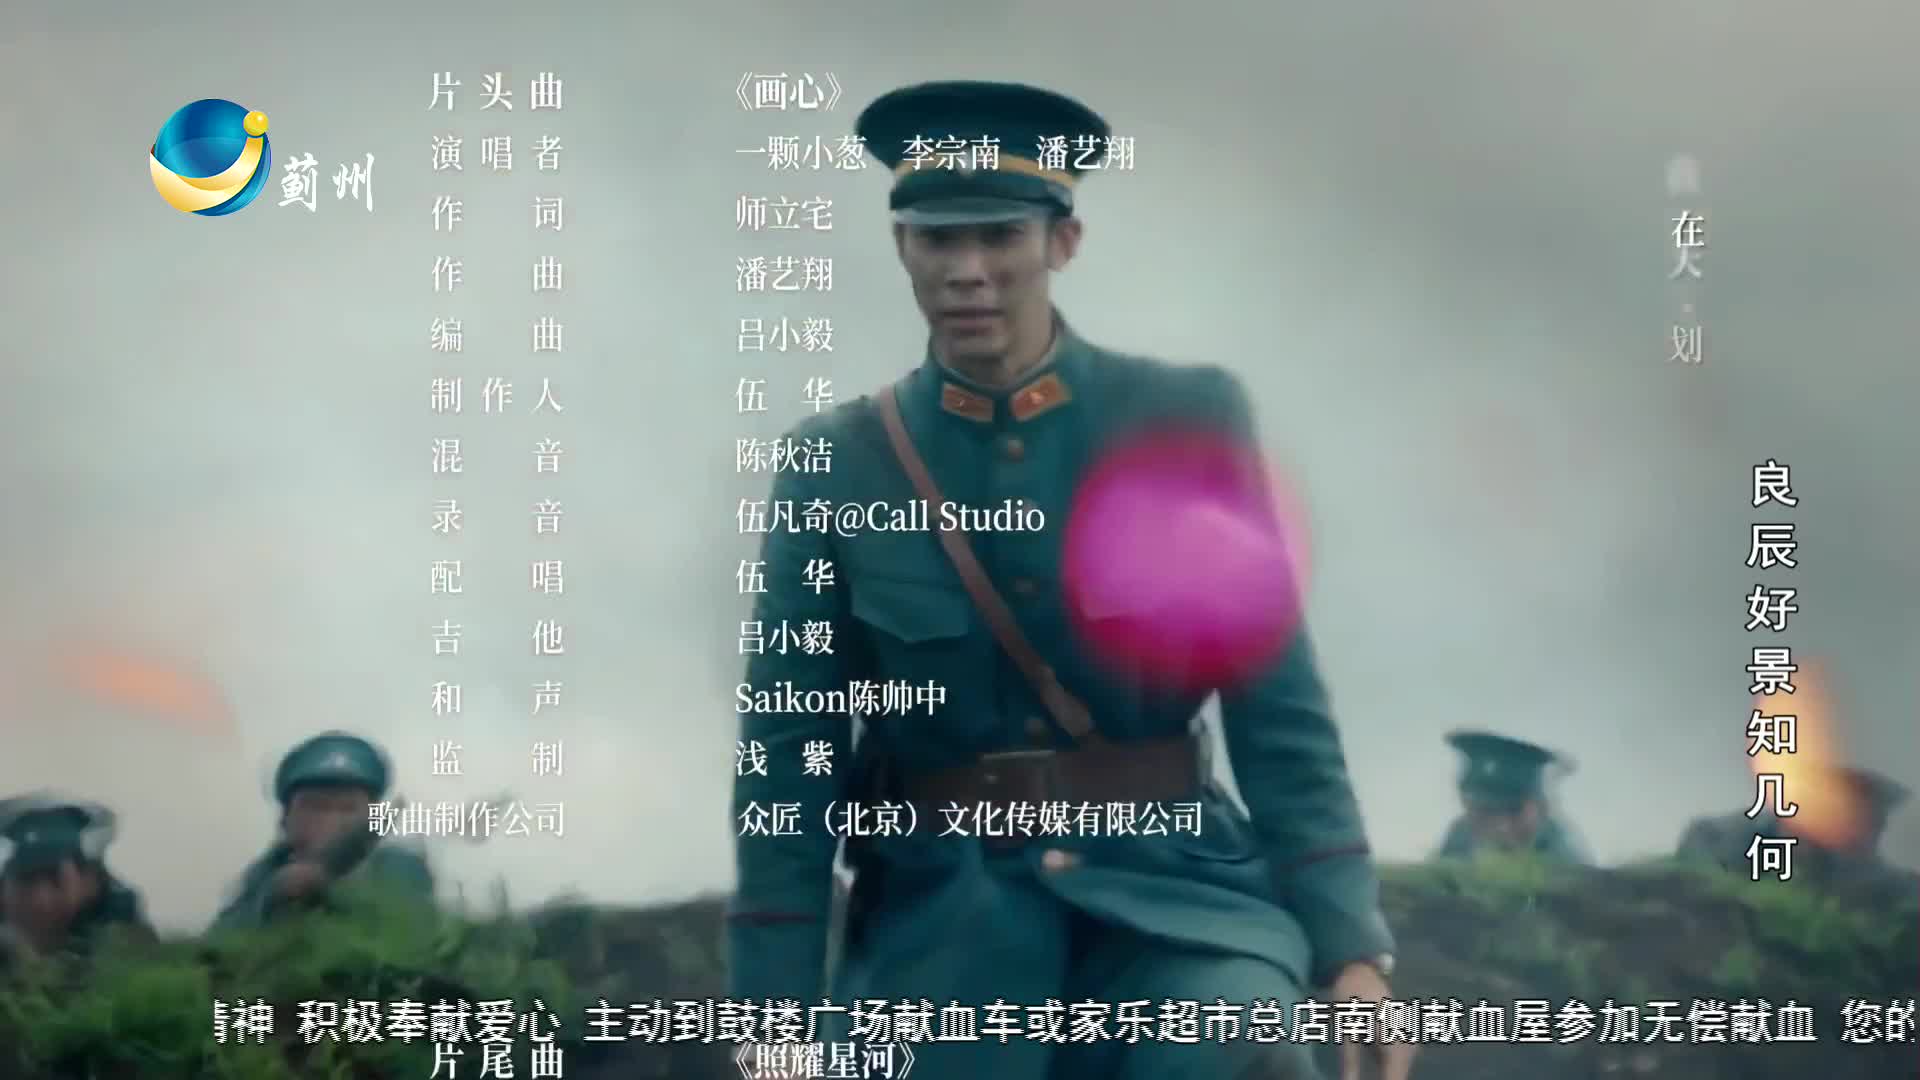 蓟州
片头曲 《画心》
演唱者 一颗小葱 李宗南 潘艺翔
作词 师立宅
作曲 潘艺翔
编曲 吕小毅
制作人 伍华
混音 陈秋洁
录音 伍凡奇@Call Studio
配唱 伍华
吉他 吕小毅
和声 Saikon陈帅中
监制 浅紫
歌曲制作公司 众匠（北京）文化传媒有限公司
在
划
良辰好景知几何
神 积极奉献爱心 主动到鼓楼广场献血车或家乐超市总店南侧献血屋参加无偿献血 您的
片尾曲 《照耀星河》